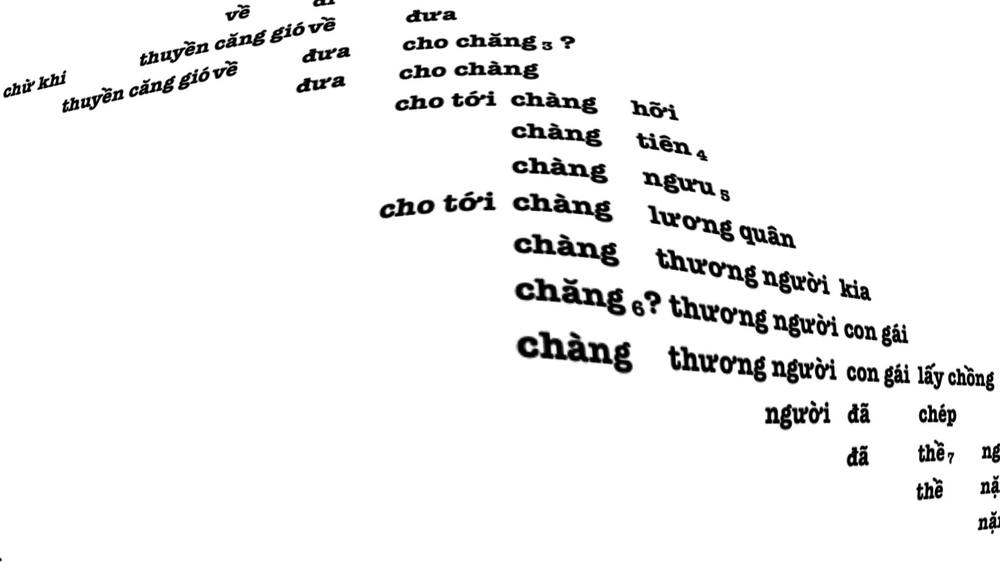 về đưa
thuyền căng gió về đưa cho chăng 3 ?
chừ khi thuyền căng gió về đưa cho chàng
cho tới chàng hỡi
chàng tiên 4
chàng ngưu 5
cho tới chàng lương quân
chàng thương người kia
chăng 6? thương người con gái
chàng thương người con gái lấy chồng
người đã chép
đã thề 7
thề